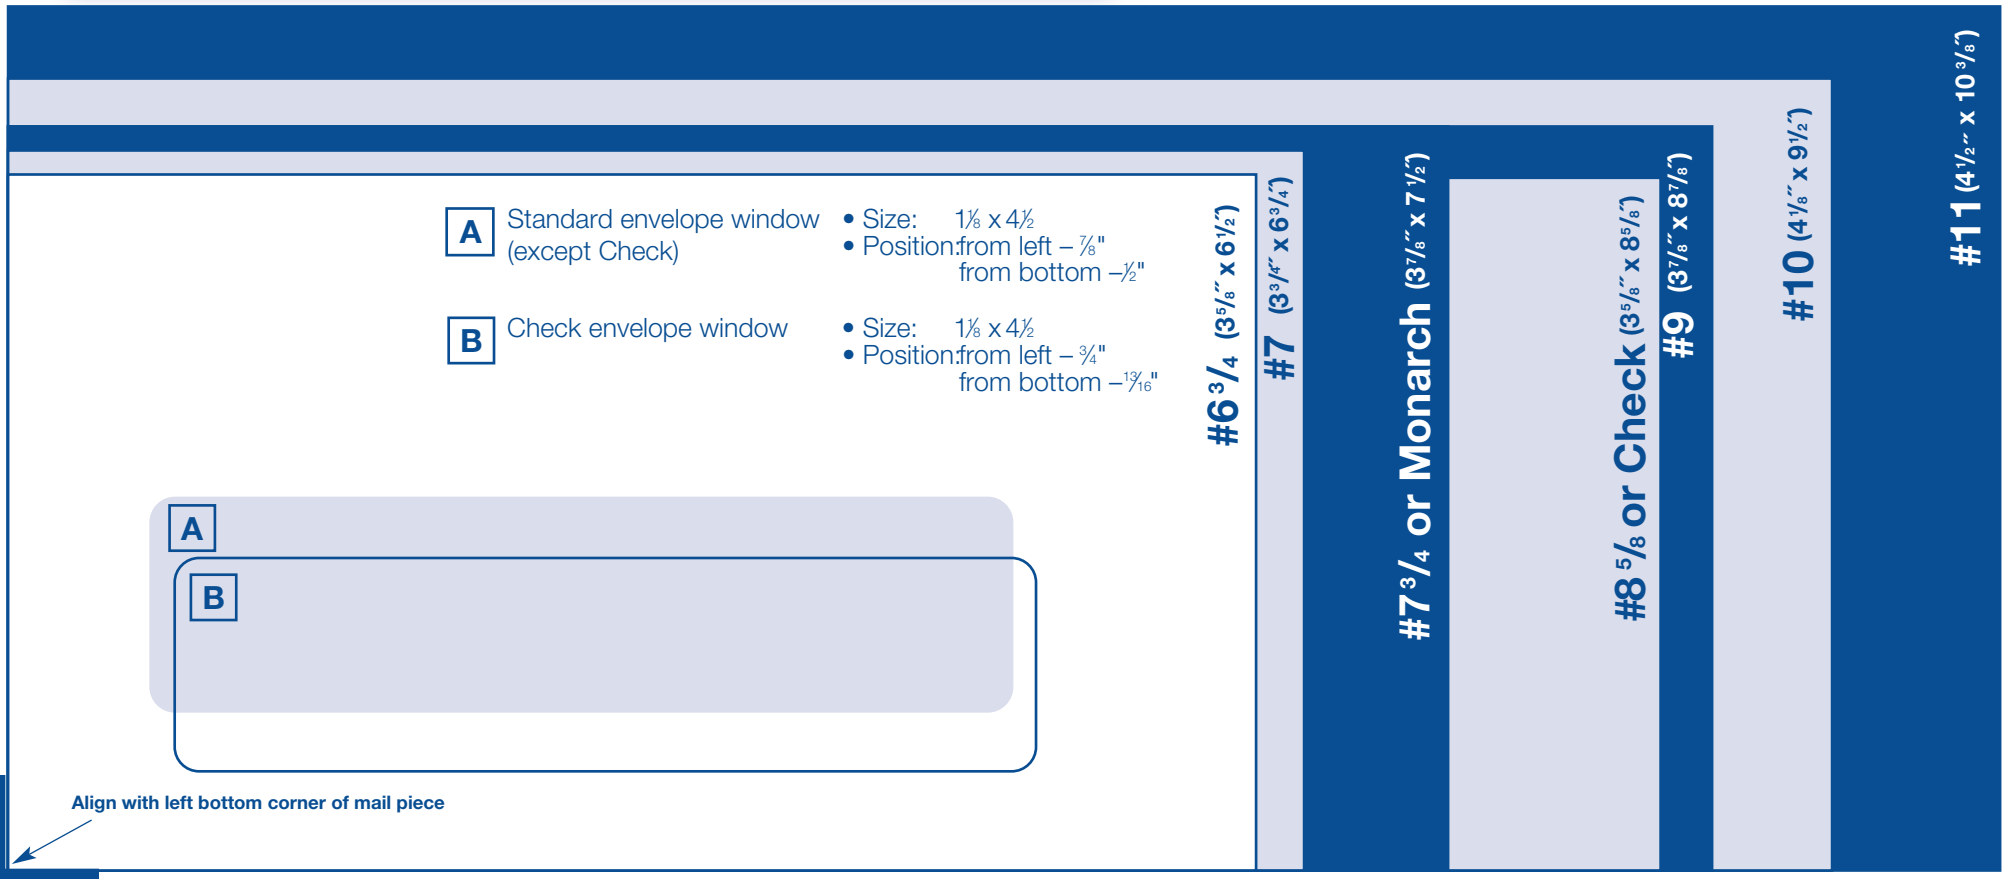 A
Standard envelope window
(except Check)
• Size: 1⅛ x 4½
• Position:from left – ⅞"
from bottom –½"
B
Check envelope window
• Size: 1⅛ x 4½
• Position:from left – ¾"
from bottom –13⁄16"
#6 3/4 (3 5/8˝ x 6 1/2˝)
#7 (3 3/4˝ x 6 3/4˝)
#7 3/4 or Monarch (3 7/8˝ x 7 1/2˝)
#8 5/8 or Check (3 5/8˝ x 8 5/8˝)
#9 (3 7/8˝ x 8 7/8˝)
#10 (4 1/8˝ x 9 1/2˝)
#11 (4 1/2˝ x 10 3/8˝)
A
B
Align with left bottom corner of mail piece